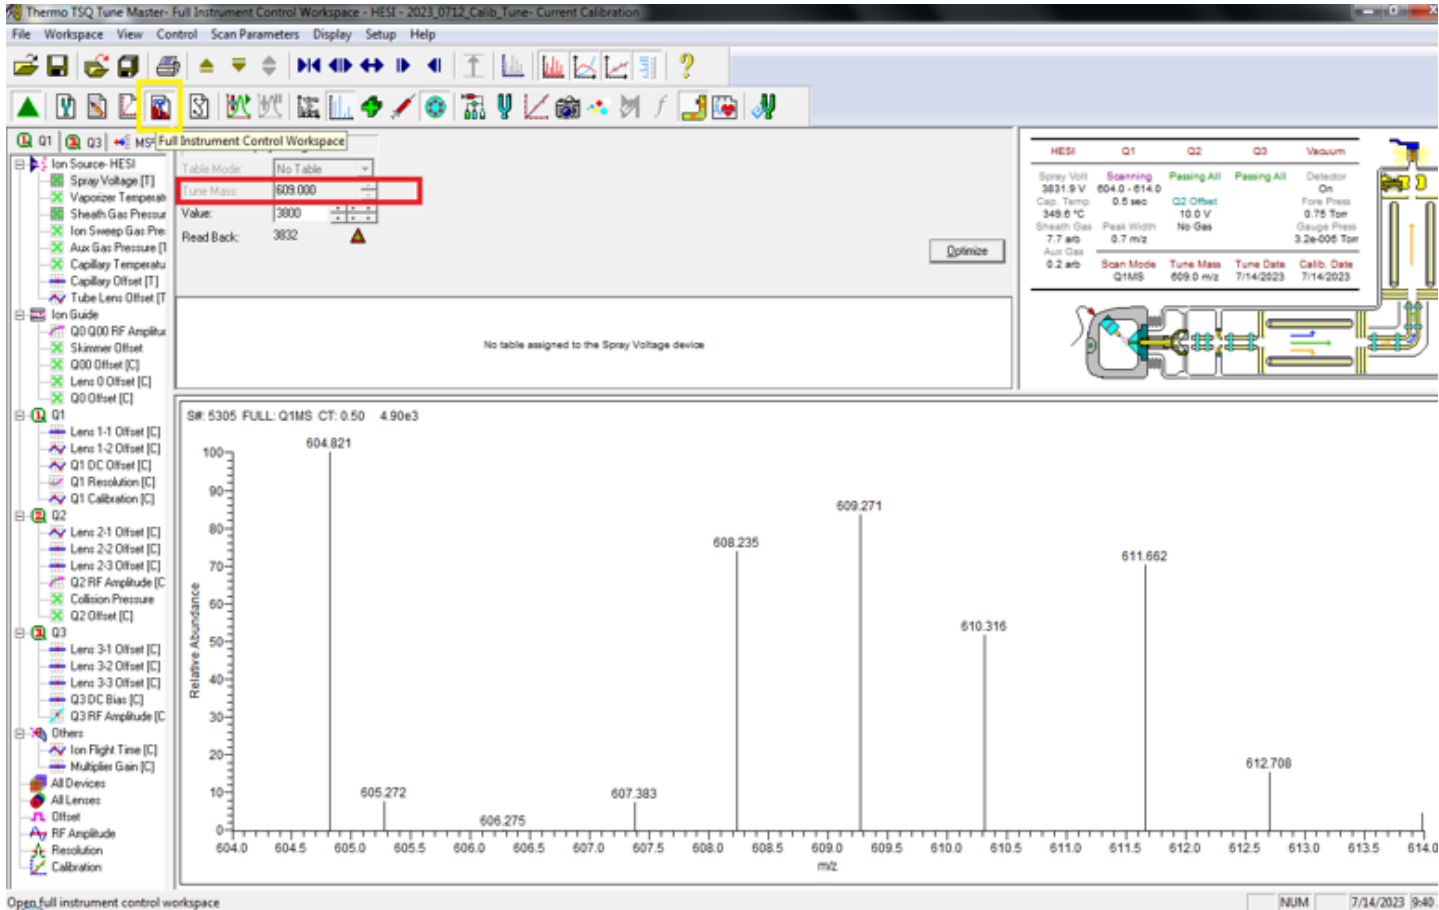 Thermo TSQ Tune Master- Full Instrument Control Workspace - HESI - 2023_0712_Calib_Tune- Current Calibration
File Workspace View Control Scan Parameters Display Setup Help
Full Instrument Control Workspace
Q1 Q3
Ion Source- HESI
Spray Voltage [T]
Vaporizer Temperat
Sheath Gas Pressur
Ion Sweep Gas Pre
Aux Gas Pressure [T
Capillary Temperatu
Capillary Offset [T]
Tube Lens Offset [T
Ion Guide
Q0 Q00 RF Amplitu
Skimmer Offset
Q00 Offset [C]
Lens 0 Offset [C]
Q0 Offset [C]
Q1
Lens 1-1 Offset [C]
Lens 1-2 Offset [C]
Q1 DC Offset [C]
Q1 Resolution [C]
Q1 Calibration [C]
Q2
Lens 2-1 Offset [C]
Lens 2-2 Offset [C]
Lens 2-3 Offset [C]
Q2 RF Amplitude [C
Collision Pressure
Q2 Offset [C]
Q3
Lens 3-1 Offset [C]
Lens 3-2 Offset [C]
Lens 3-3 Offset [C]
Q3 DC Bias [C]
Q3 RF Amplitude [C
Others
Ion Flight Time [C]
Multiplier Gain [C]
All Devices
All Lenses
Offset
RF Amplitude
Resolution
Calibration
Table Mode: No Table
Tune Mass: 609.000
Value: 3800
Read Back: 3832
Optimize
No table assigned to the Spray Voltage device
HESI Q1 Q2 Q3 Vacuum
Spray Volt Scanning Passing All Passing All Detector
3831.9 V 604.0 - 614.0 On
Cap. Temp 0.5 sec Q2 Offset Fore Press
349.6 °C 10.0 V 0.75 Torr
Sheath Gas Peak Width No Gas Gauge Press
7.7 arb 0.7 m/z 3.2e-006 Torr
Aux Gas
0.2 arb Scan Mode Tune Mass Tune Date Calib. Date
Q1MS 609.0 m/z 7/14/2023 7/14/2023
S#: 5305 FULL: Q1MS CT: 0.50 4.90e3
Relative Abundance
100
90
80
70
60
50
40
30
20
10
0
604.821
605.272
606.275
607.383
608.235
609.271
610.316
611.662
612.708
604.0 604.5 605.0 605.5 606.0 606.5 607.0 607.5 608.0 608.5 609.0 609.5 610.0 610.5 611.0 611.5 612.0 612.5 613.0 613.5 614.0
m/z
Open full instrument control workspace
NUM 7/14/2023 9:40